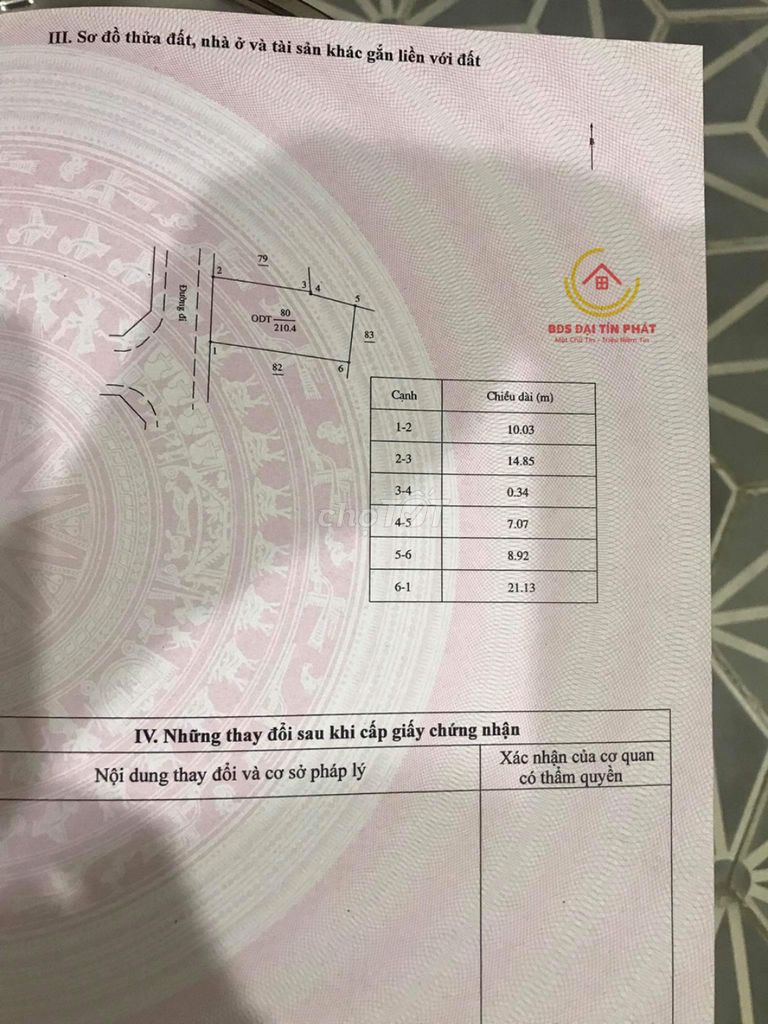 III. Sơ đồ thửa đất, nhà ở và tài sản khác gắn liền với đất
B
79
2
3
4
5
Đường đi
ODT 80
210.4
83
1
82
6
BDS ĐẠI TÍN PHÁT
Một Chữ Tín - Triệu Niềm Tin
Cạnh Chiều dài (m)
1-2 10.03
2-3 14.85
3-4 0.34
4-5 7.07
5-6 8.92
6-1 21.13
choTỐT
IV. Những thay đổi sau khi cấp giấy chứng nhận
Nội dung thay đổi và cơ sở pháp lý
Xác nhận của cơ quan
có thẩm quyền